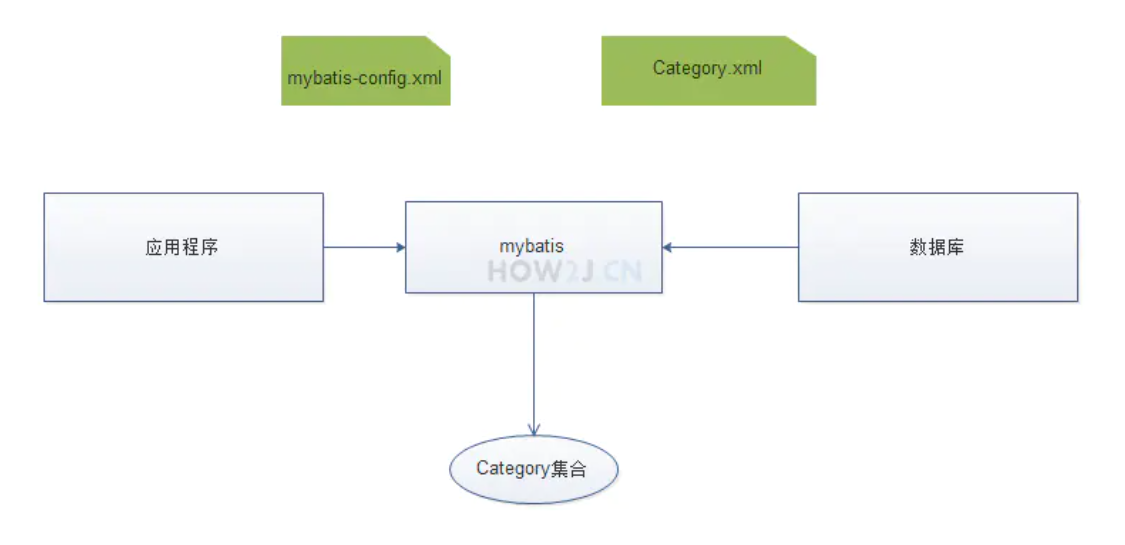 mybatis-config.xml
Category.xml
应用程序
mybatis
数据库
HOW2J.CN
Category集合